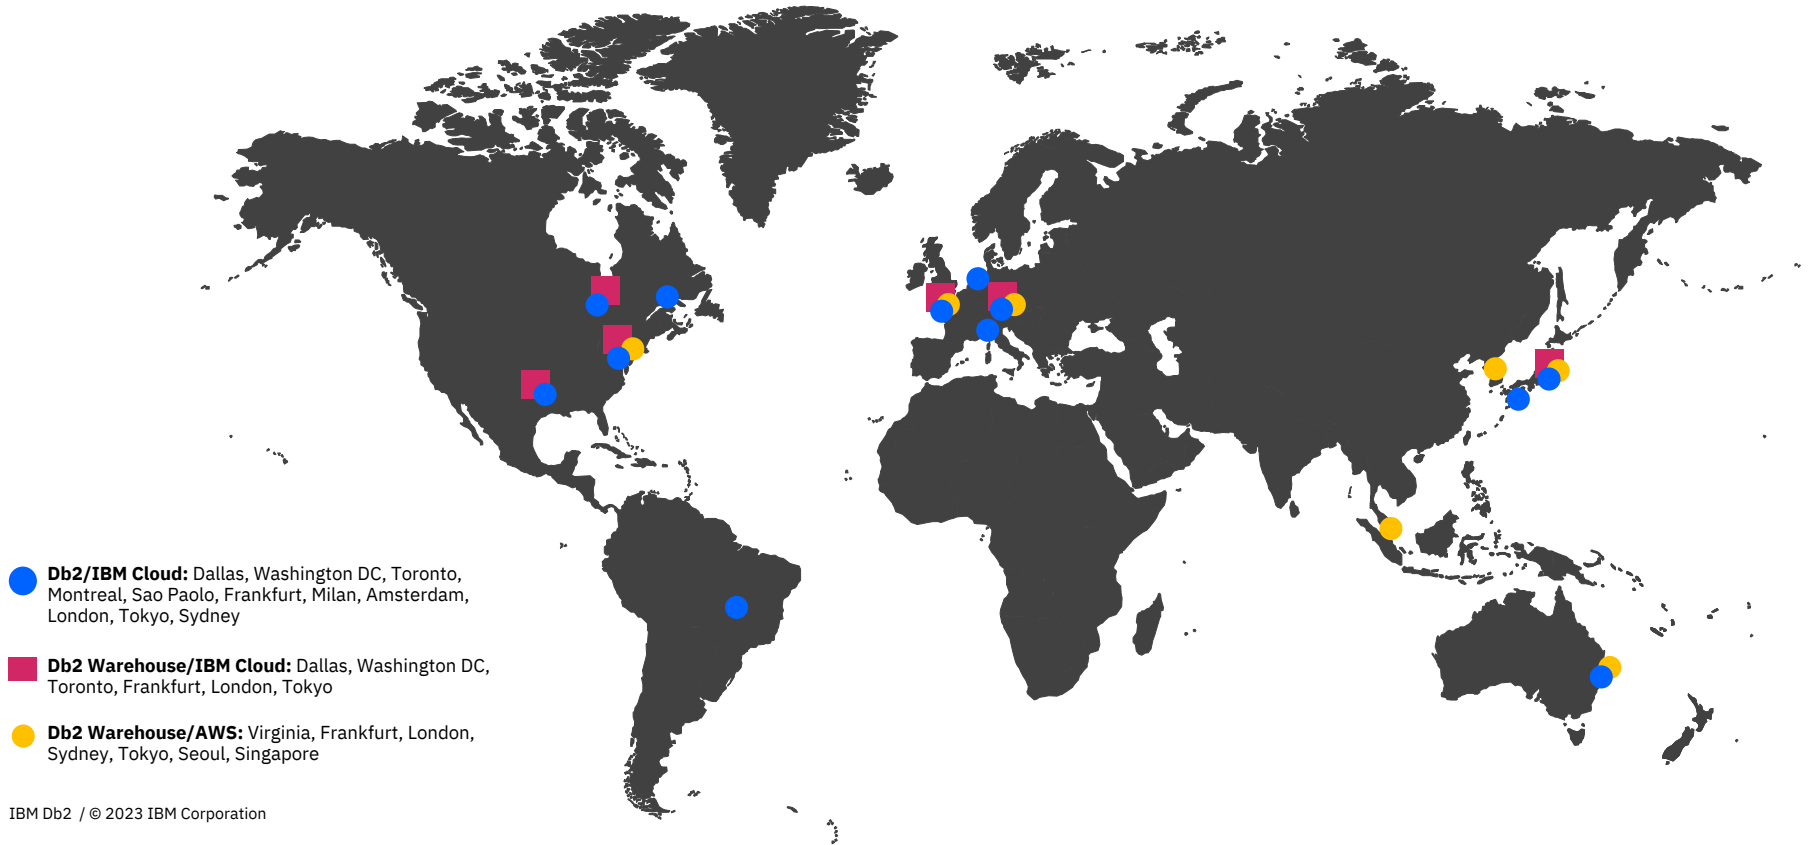 Db2/IBM Cloud: Dallas, Washington DC, Toronto,
Montreal, Sao Paolo, Frankfurt, Milan, Amsterdam,
London, Tokyo, Sydney
Db2 Warehouse/IBM Cloud: Dallas, Washington DC,
Toronto, Frankfurt, London, Tokyo
Db2 Warehouse/AWS: Virginia, Frankfurt, London,
Sydney, Tokyo, Seoul, Singapore
IBM Db2 / © 2023 IBM Corporation